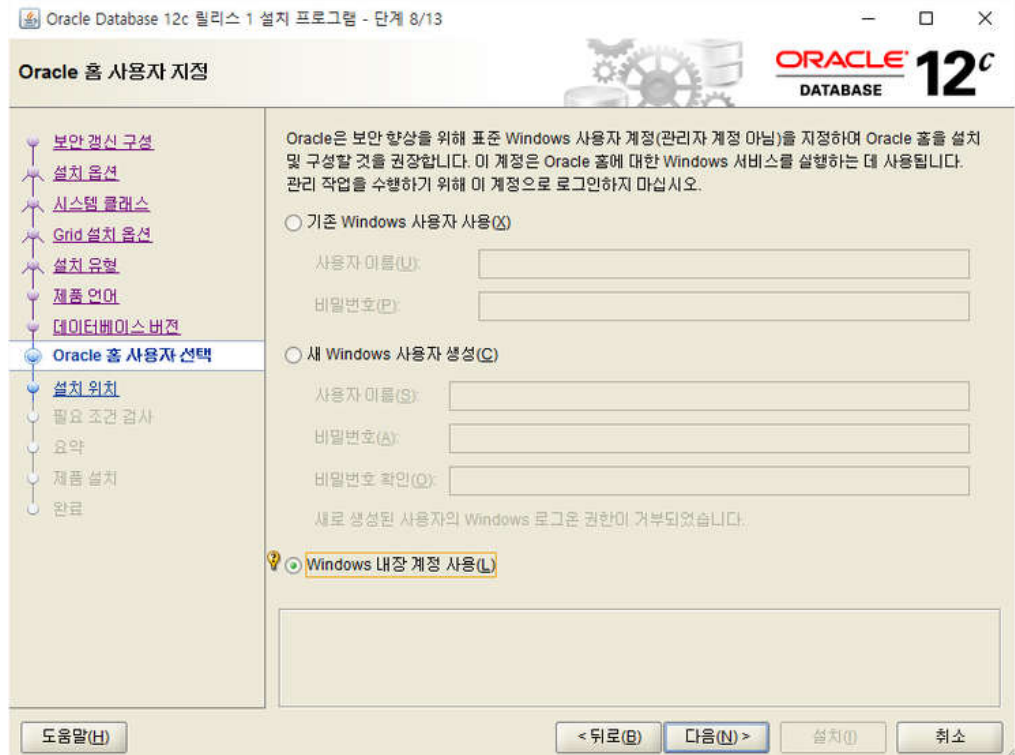 Oracle Database 12c 릴리스 1 설치 프로그램 - 단계 8/13
Oracle 홈 사용자 지정
ORACLE
DATABASE
12c
보안 갱신 구성
설치 옵션
시스템 클래스
Grid 설치 옵션
설치 유형
제품 언어
데이터베이스 버전
Oracle 홈 사용자 선택
설치 위치
필요 조건 검사
요약
제품 설치
완료
Oracle은 보안 향상을 위해 표준 Windows 사용자 계정(관리자 계정 아님)을 지정하며 Oracle 홈을 설치
및 구성할 것을 권장합니다. 이 계정은 Oracle 홈에 대한 Windows 서비스를 실행하는 데 사용됩니다.
관리 작업을 수행하기 위해 이 계정으로 로그인하지 마십시오.
기존 Windows 사용자 사용(X)
사용자 이름(U):
비밀번호(P):
새 Windows 사용자 생성(C)
사용자 이름(S):
비밀번호(A):
비밀번호 확인(O):
새로 생성된 사용자의 Windows 로그온 권한이 거부되었습니다.
Windows 내장 계정 사용(L)
도움말(H)
< 뒤로(B)
다음(N) >
설치(I)
취소